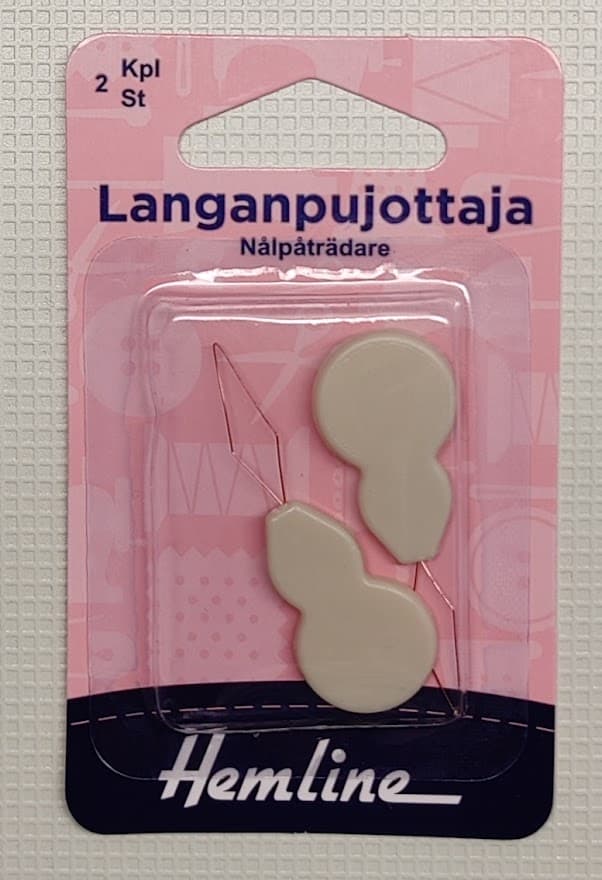 2 Kpl
St
Langanpujottaja
Nålpåträdare
Hemline